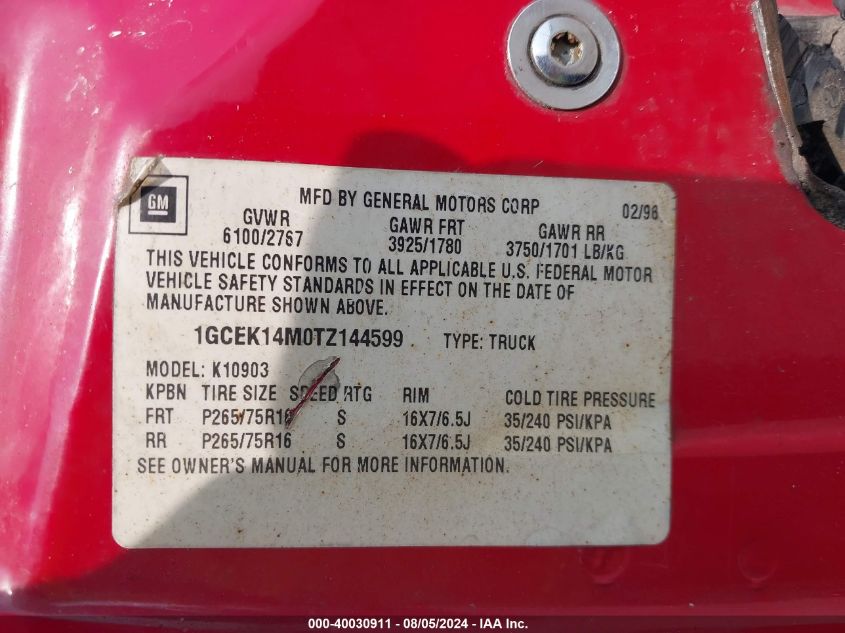 GM
MFD BY GENERAL MOTORS CORP 02/96
GVWR GAWR FRT GAWR RR
6100/2767 3925/1780 3750/1701 LB/KG
THIS VEHICLE CONFORMS TO ALL APPLICABLE U.S. FEDERAL MOTOR
VEHICLE SAFETY STANDARDS IN EFFECT ON THE DATE OF
MANUFACTURE SHOWN ABOVE.
1GCEK14M0TZ144599 TYPE: TRUCK
MODEL: K10903
KPBN TIRE SIZE SPEED RTG RIM COLD TIRE PRESSURE
FRT P265/75R16 S 16X7/6.5J 35/240 PSI/KPA
RR P265/75R16 S 16X7/6.5J 35/240 PSI/KPA
SEE OWNER'S MANUAL FOR MORE INFORMATION.
000-40030911 - 08/05/2024 - IAA Inc.